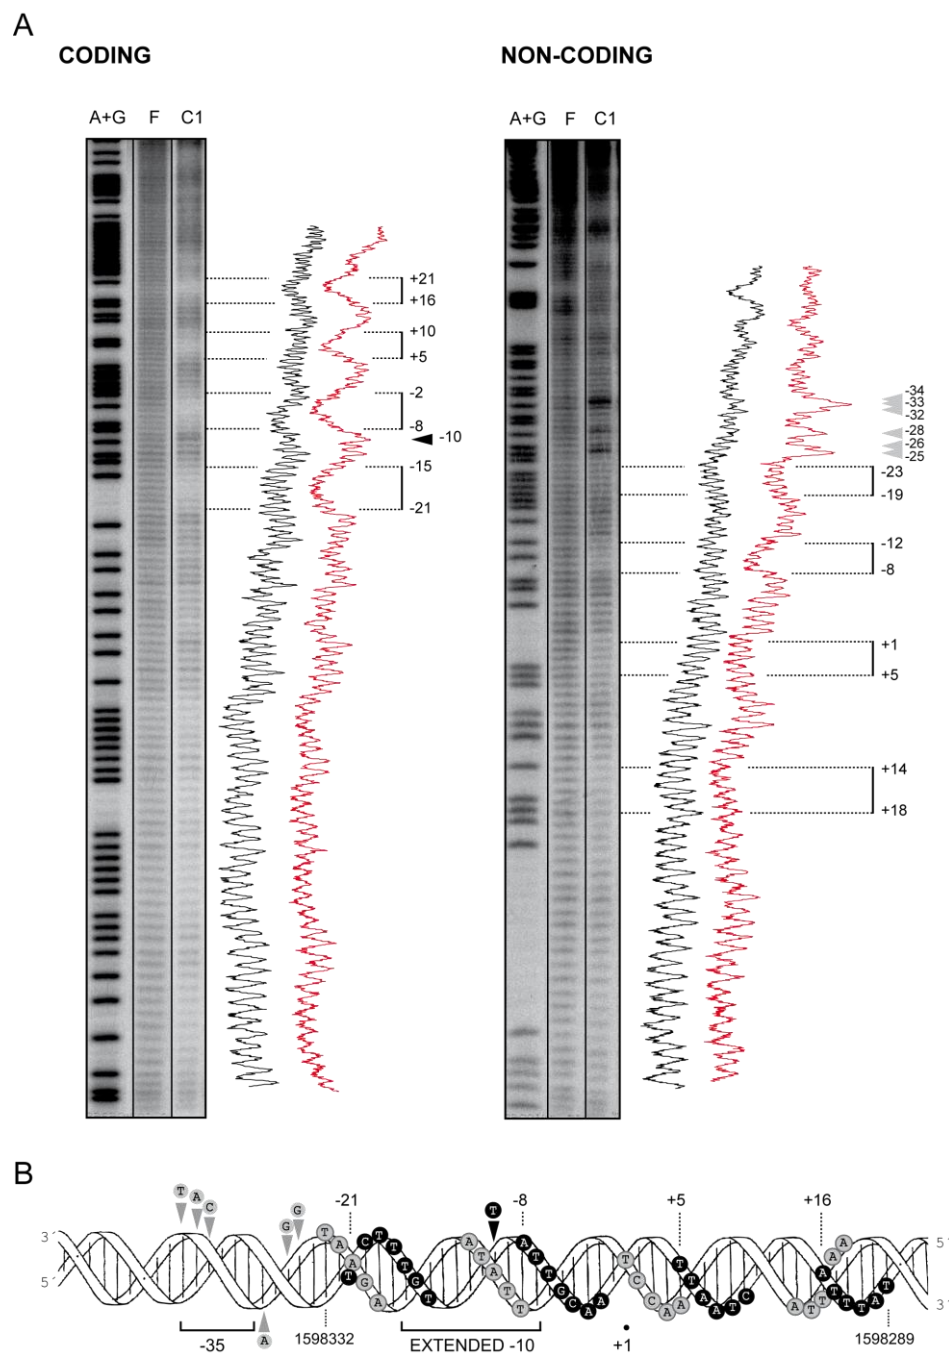 A
CODING
NON-CODING
A+G F C1
A+G F C1
+21
+16
+10
+5
-2
-8
-10
-15
-21
-34
-33
-32
-28
-26
-25
-23
-19
-12
-8
+1
+5
+14
+18
B
T A C G G -21 T -8 +5 +16
3´ T A C T T T G T A T A T T A T T G C A A T C C A A T T A A T C A T T A A A T T T A T 5´
5´ T A G A 3´
A
-35 1598332 EXTENDED -10 +1 1598289